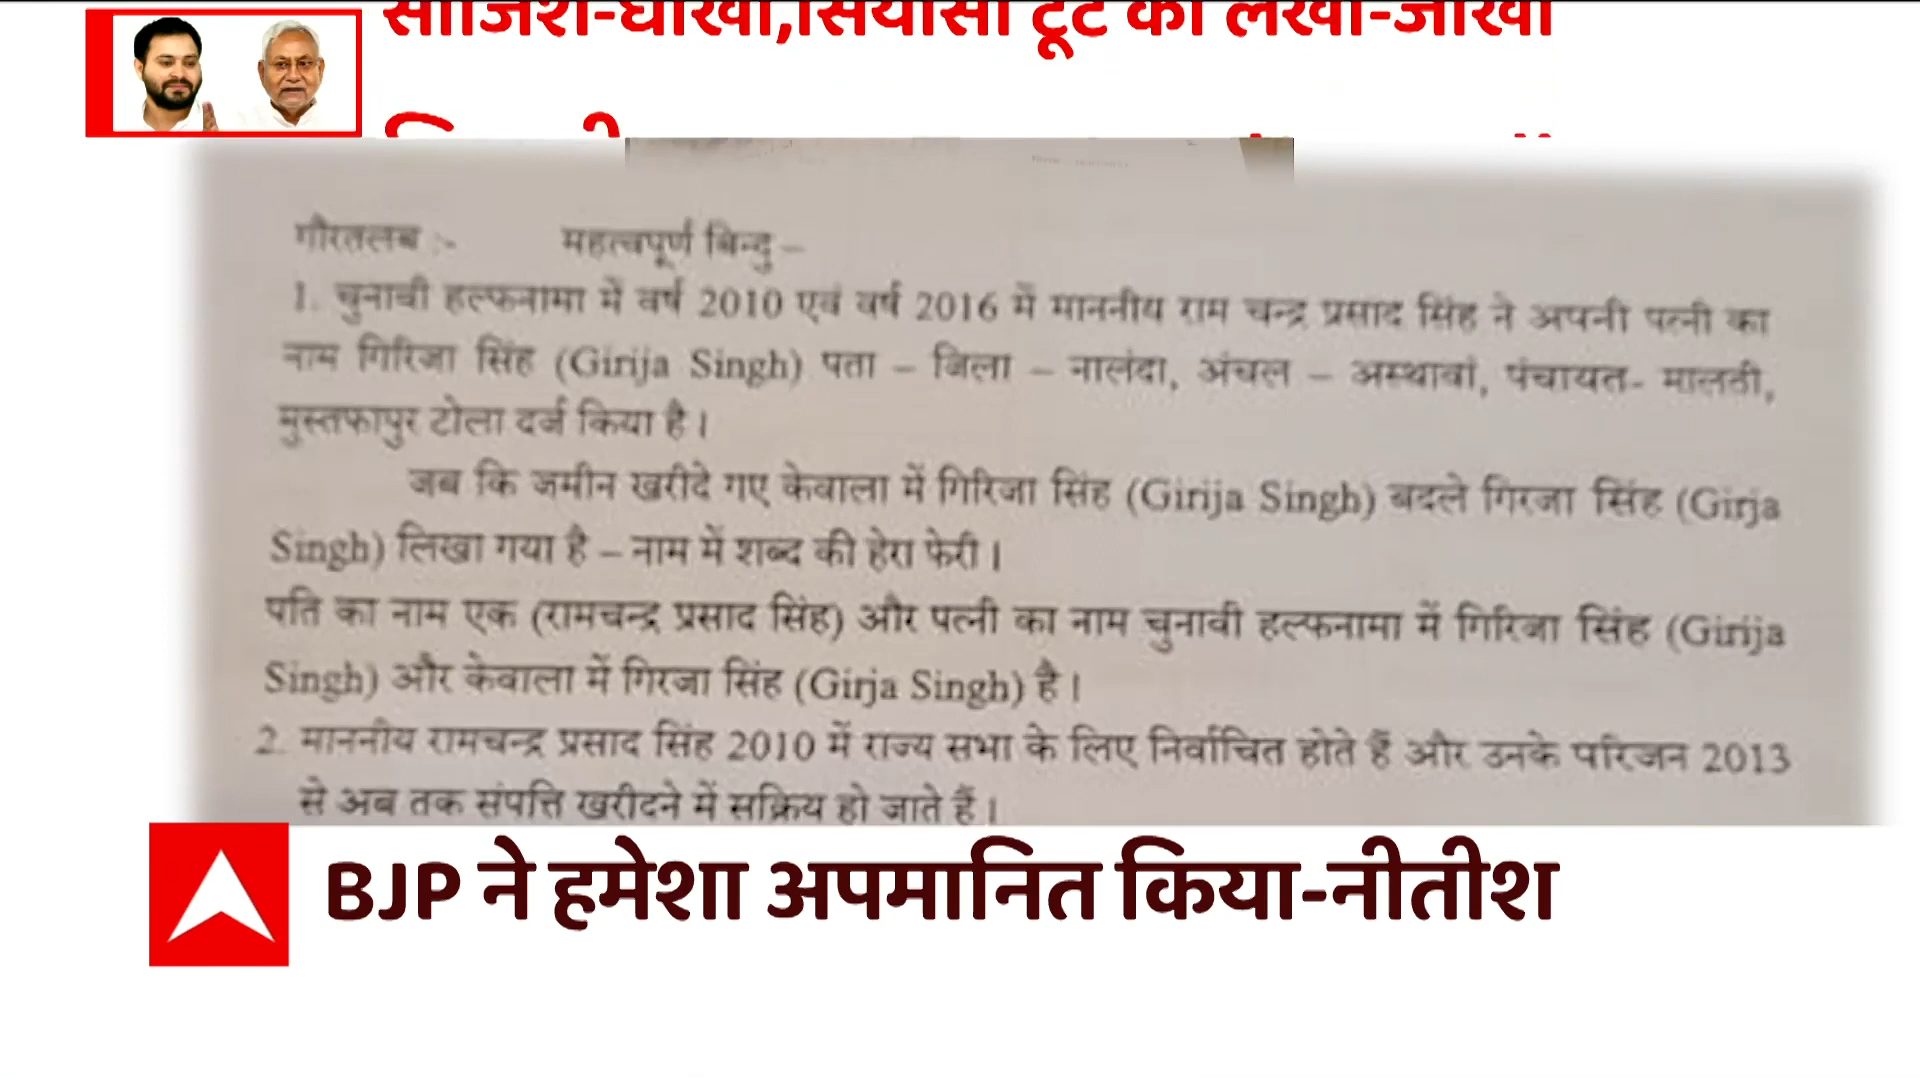 साजिश-धोखा,सियासी टूट का लेखा-जोखा
गौरतलब :- महत्वपूर्ण बिन्दु –
1. चुनावी हल्फनामा में वर्ष 2010 एवं वर्ष 2016 में माननीय राम चन्द्र प्रसाद सिंह ने अपनी पत्नी का
नाम गिरिजा सिंह (Girija Singh) पता – जिला – नालंदा, अंचल – अस्थावां, पंचायत- मालती,
मुस्तफापुर टोला दर्ज किया है।
जब कि जमीन खरीदे गए केवाला में गिरिजा सिंह (Girija Singh) बदले गिरजा सिंह (Girja
Singh) लिखा गया है – नाम में शब्द की हेरा फेरी।
पति का नाम एक (रामचन्द्र प्रसाद सिंह) और पत्नी का नाम चुनावी हल्फनामा में गिरिजा सिंह (Girija
Singh) और केवाला में गिरजा सिंह (Girja Singh) है।
2. माननीय रामचन्द्र प्रसाद सिंह 2010 में राज्य सभा के लिए निर्वाचित होते हैं और उनके परिजन 2013
से अब तक संपत्ति खरीदने में सक्रिय हो जाते हैं।
BJP ने हमेशा अपमानित किया-नीतीश